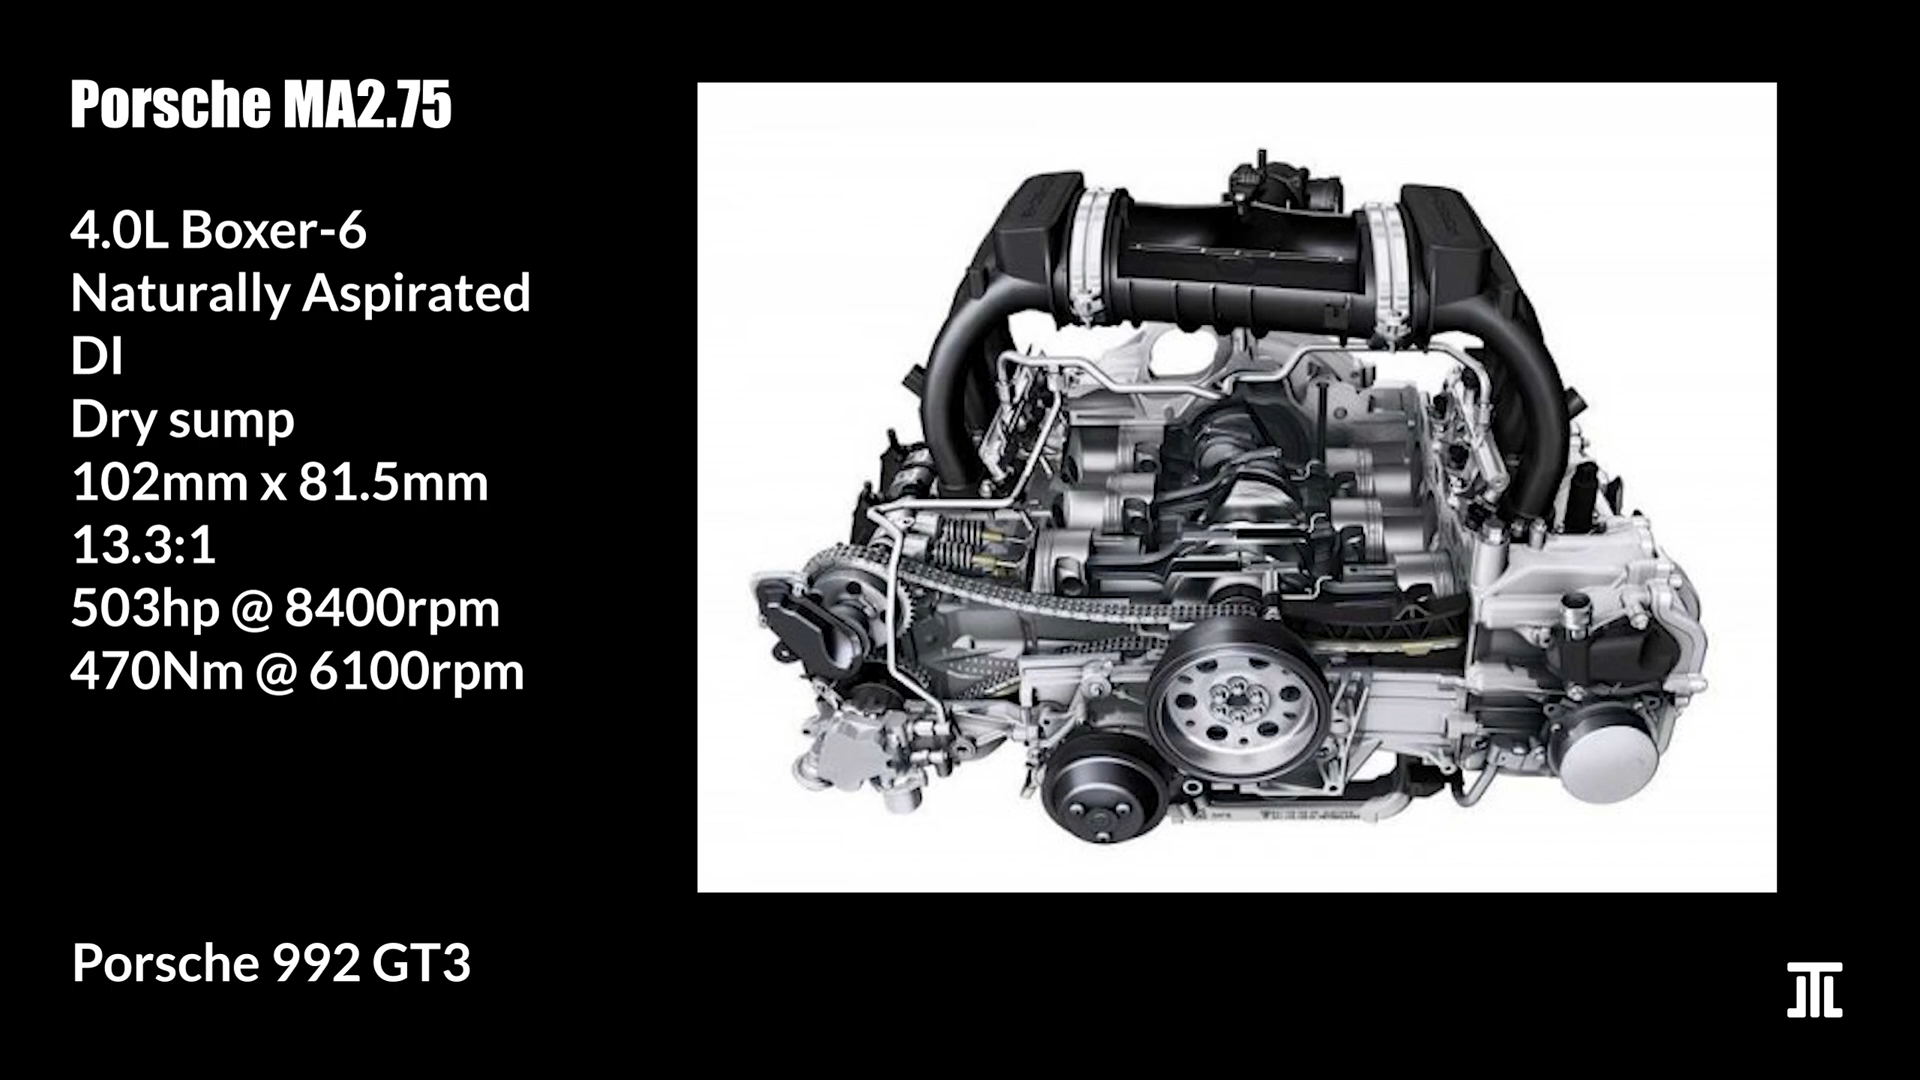 Porsche MA2.75
4.0L Boxer-6
Naturally Aspirated
DI
Dry sump
102mm x 81.5mm
13.3:1
503hp @ 8400rpm
470Nm @ 6100rpm
Porsche 992 GT3